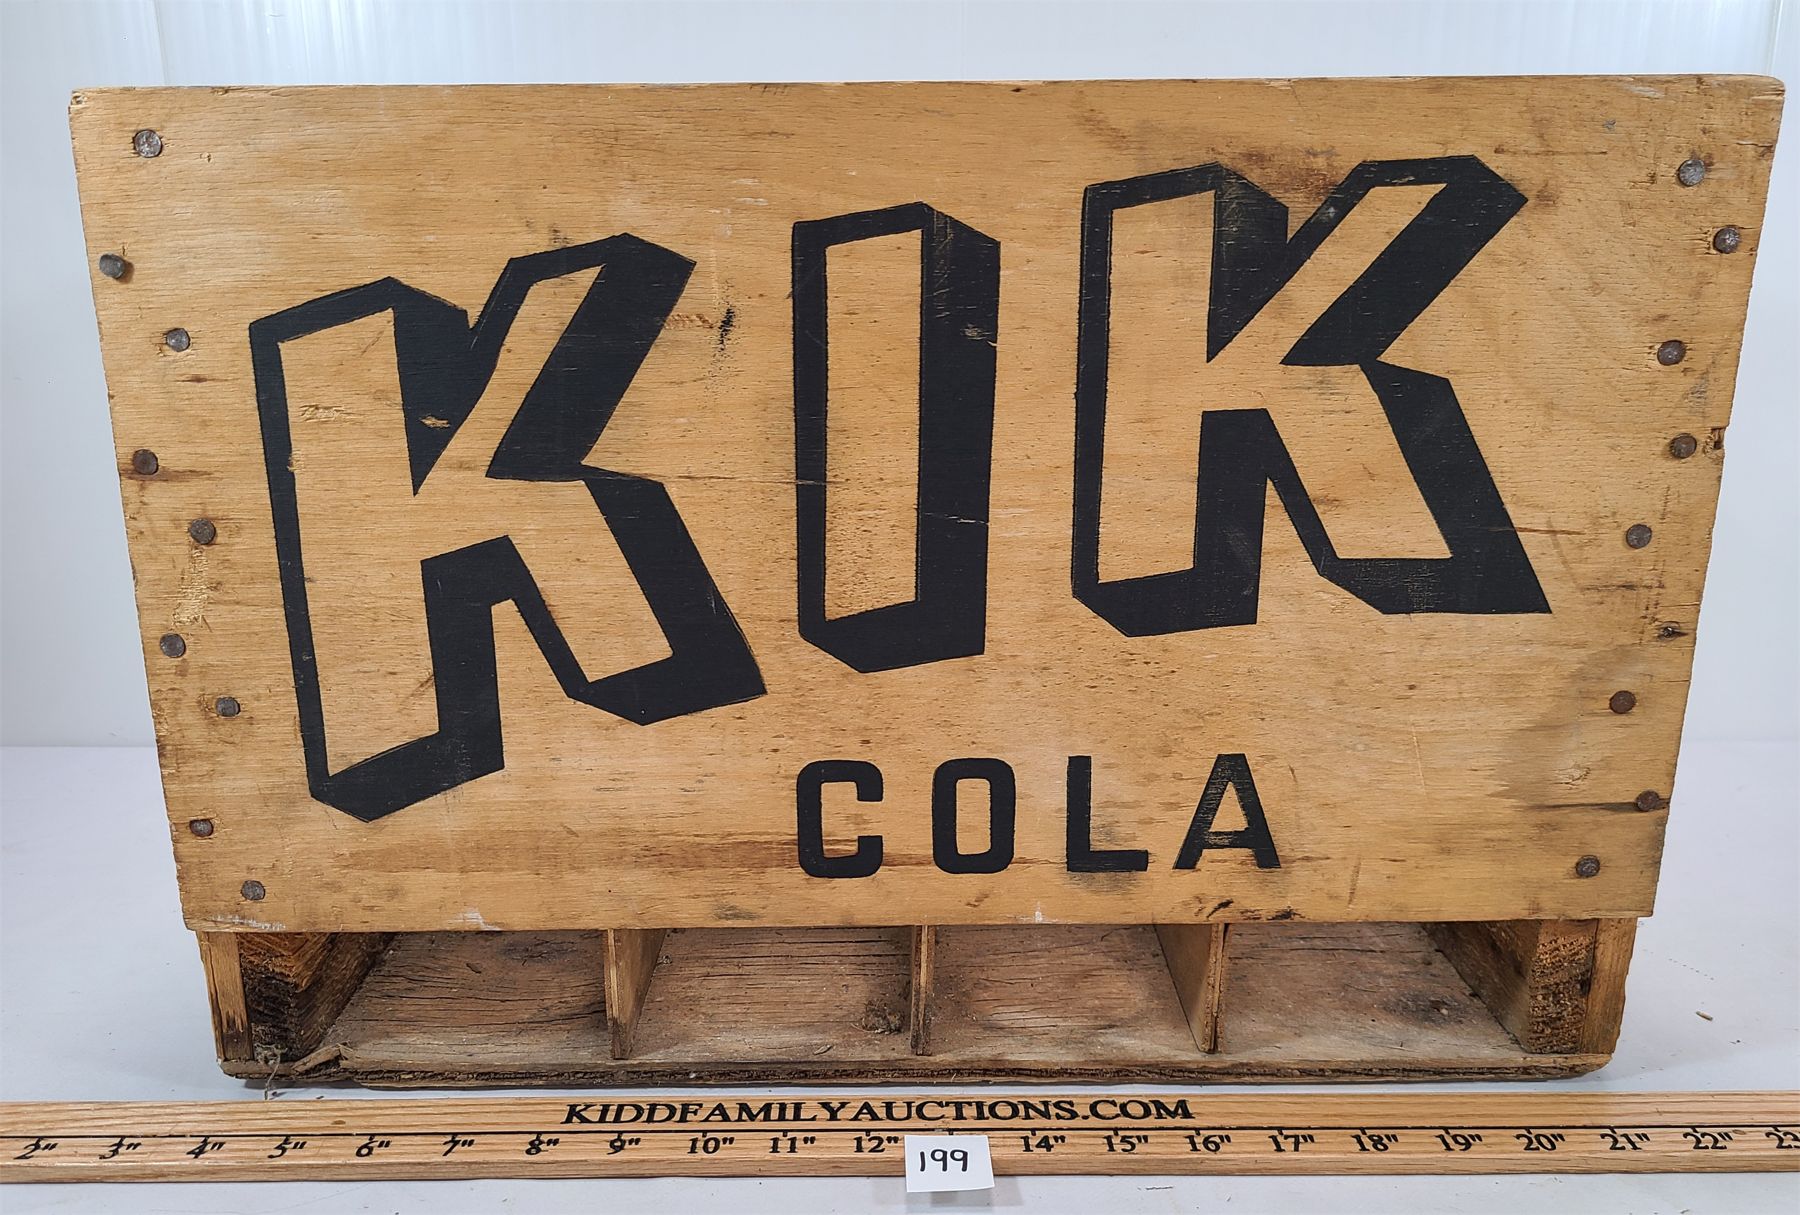 KIK
COLA
KIDDFAMILYAUCTIONS.COM
2" 3" 4" 5" 6" 7" 8" 9" 10" 11" 12" 14" 15" 16" 17" 18" 19" 20" 21" 22" 23
199